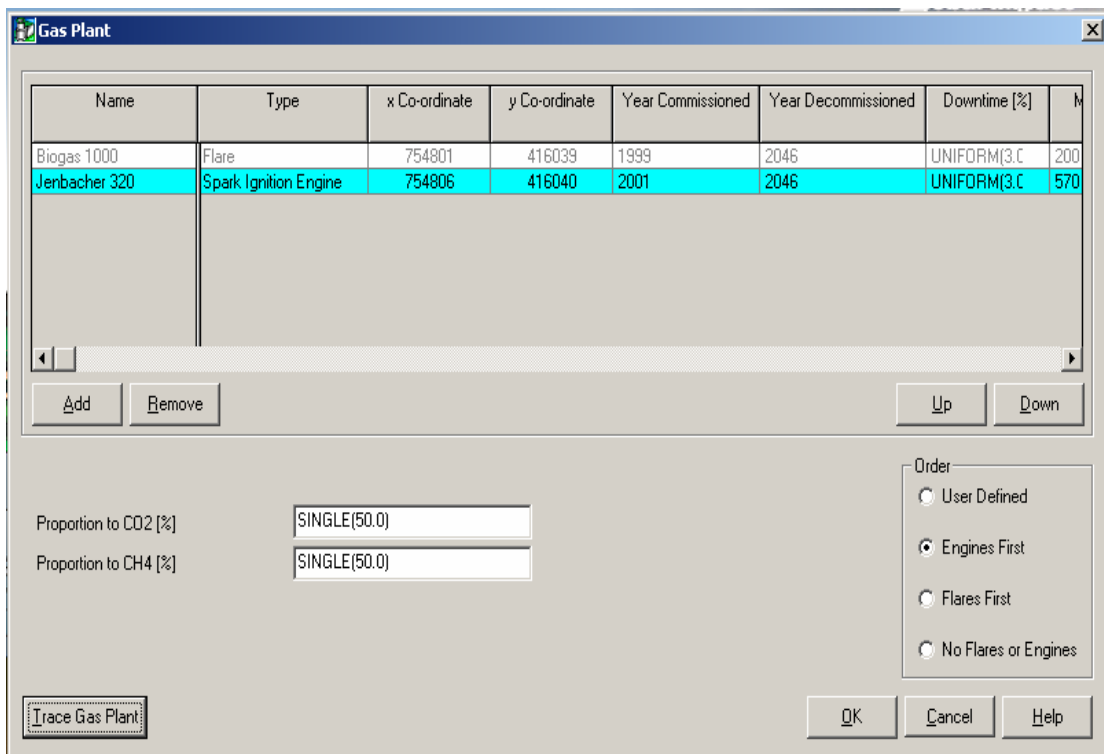 Gas Plant
Name Type x Co-ordinate y Co-ordinate Year Commissioned Year Decommissioned Downtime [%] M
Biogas 1000 Flare 754801 416039 1999 2046 UNIFORM(3.0 200
Jenbacher 320 Spark Ignition Engine 754806 416040 2001 2046 UNIFORM(3.0 570
Add Remove Up Down
Order
User Defined
Proportion to CO2 [%] SINGLE(50.0)
Engines First
Proportion to CH4 [%] SINGLE(50.0)
Flares First
No Flares or Engines
Trace Gas Plant OK Cancel Help